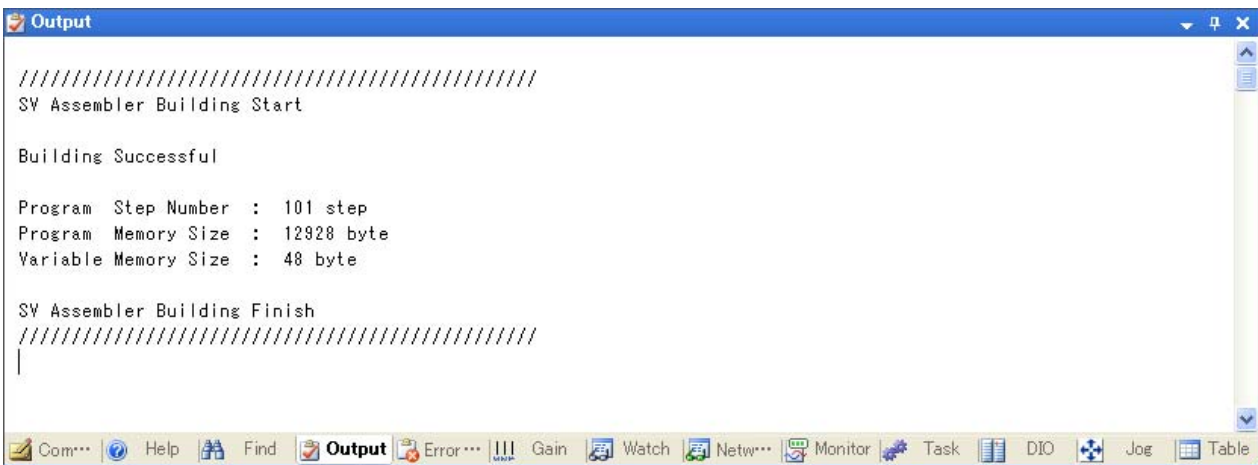 Output
/////////////////////////////////////////////////
SV Assembler Building Start
Building Successful
Program  Step Number  :  101 step
Program  Memory Size  :  12928 byte
Variable Memory Size  :  48 byte
SV Assembler Building Finish
/////////////////////////////////////////////////
Com… Help Find Output Error… Gain Watch Netw… Monitor Task DIO Jog Table